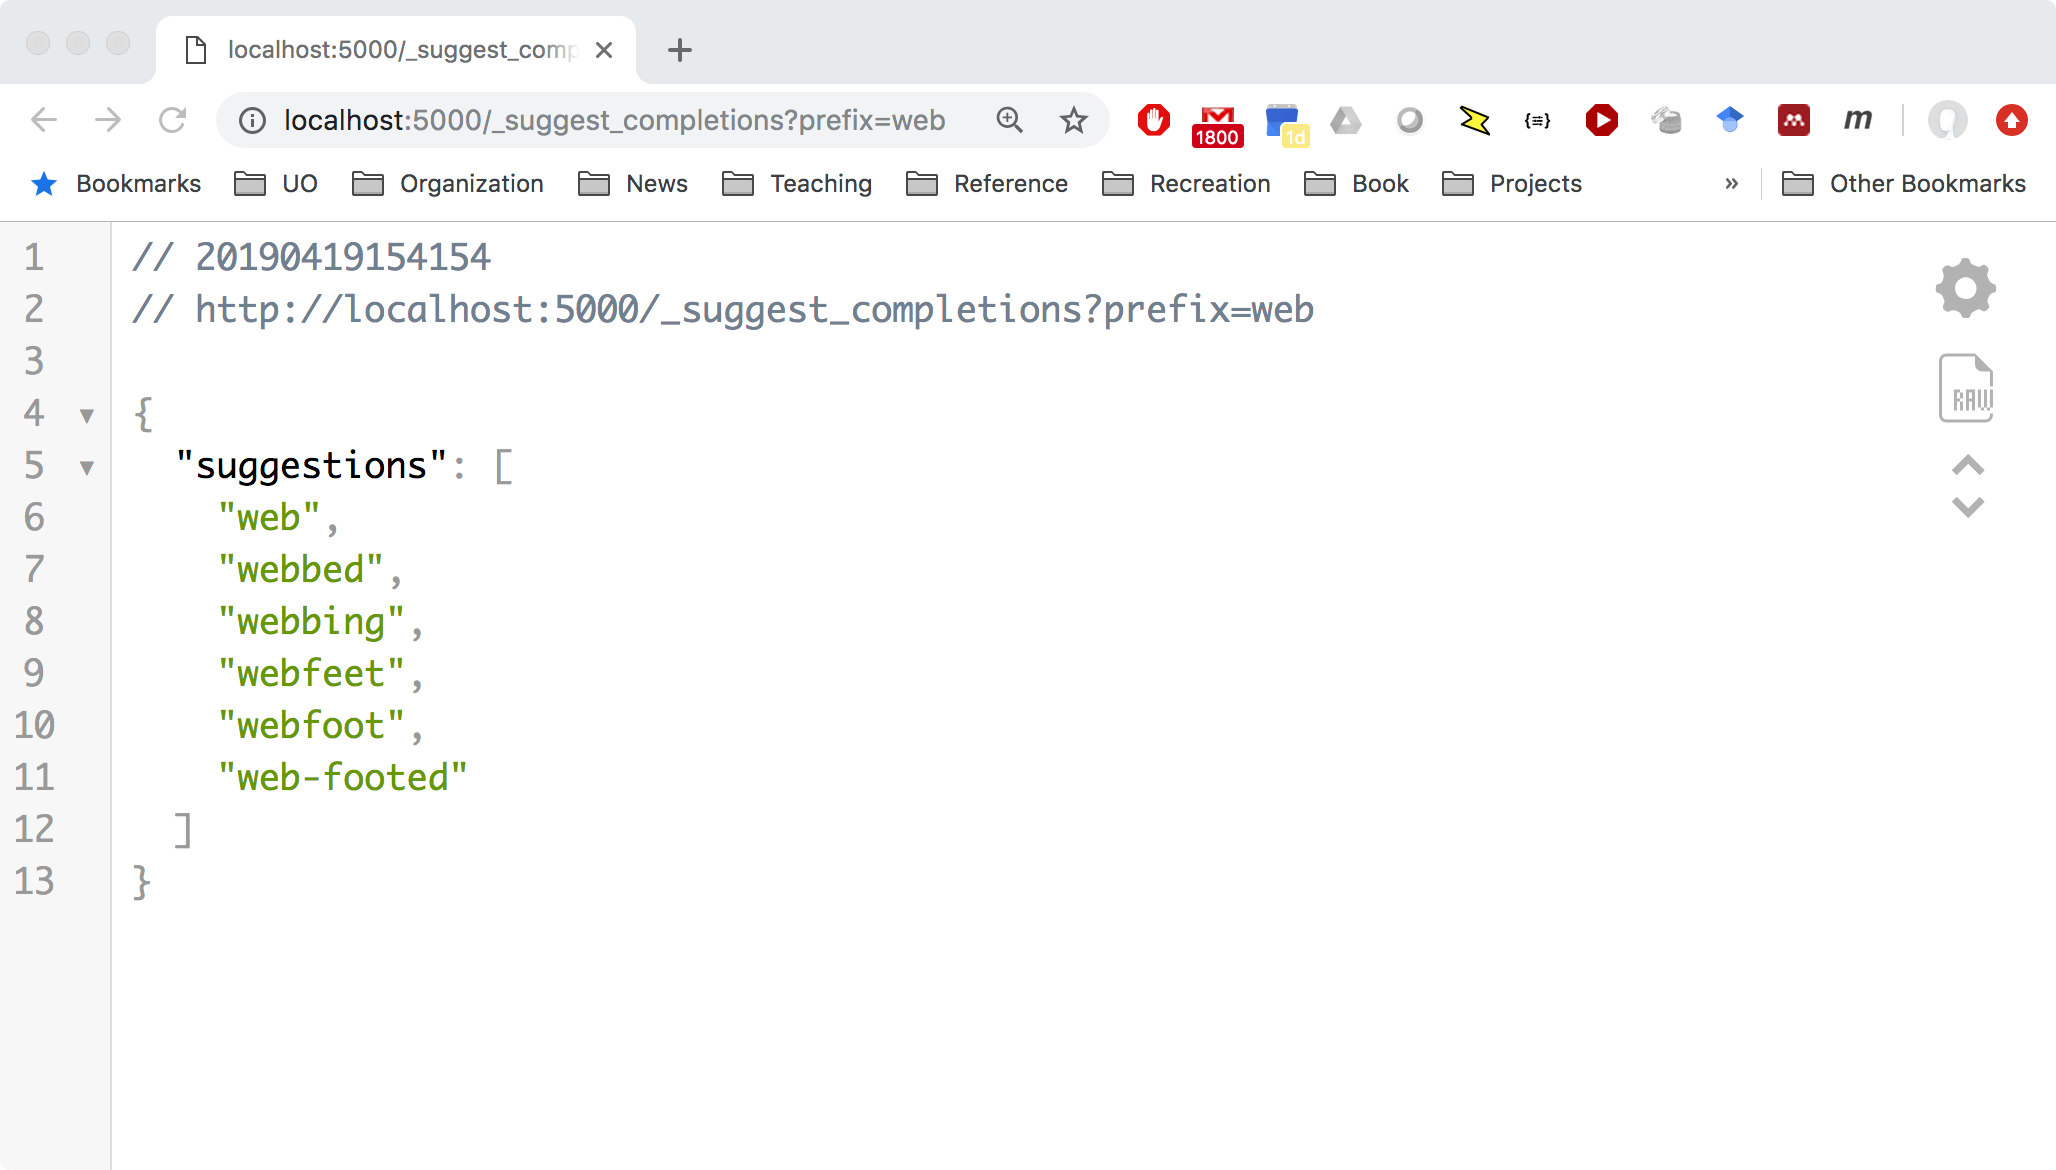 localhost:5000/_suggest_comp
localhost:5000/_suggest_completions?prefix=web
1800
1d
{≡}
m
Bookmarks UO Organization News Teaching Reference Recreation Book Projects » Other Bookmarks
1 // 20190419154154
2 // http://localhost:5000/_suggest_completions?prefix=web
3
4 ▼ {
5 ▼ "suggestions": [
6 "web",
7 "webbed",
8 "webbing",
9 "webfeet",
10 "webfoot",
11 "web-footed"
12 ]
13 }
RAW